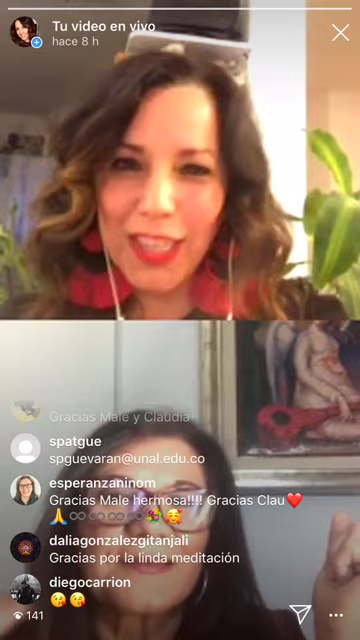 Tu video en vivo
hace 8 h
Gracias Male y Claudia
spatgue
spguevaran@unal.edu.co
esperanzaninom
Gracias Male hermosa!!!! Gracias Clau❤️
🙏♾♾♾♾💐🥰
daliagonzalezgitanjali
Gracias por la linda meditación
diegocarrion
😘😘
141